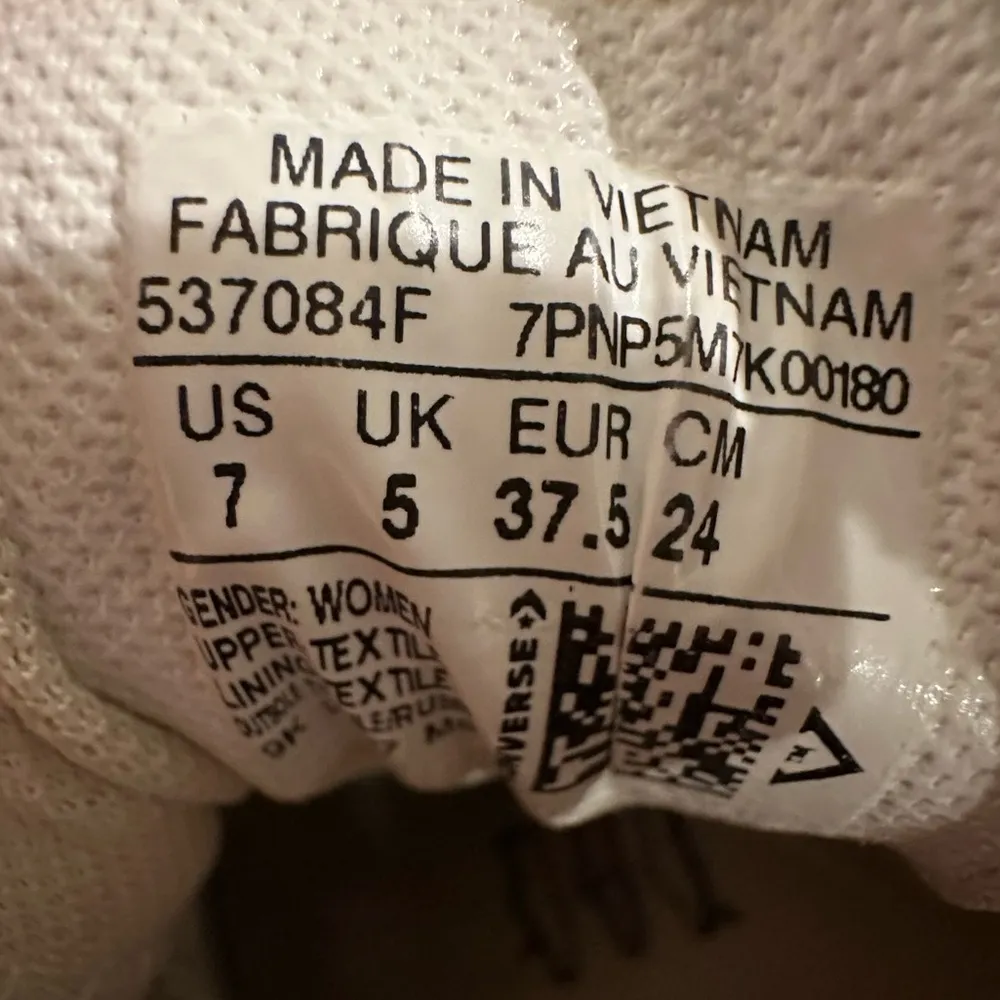 MADE IN VIETNAM
FABRIQUE AU VIETNAM
537084F 7PNP5M7K00180
US UK EUR CM
7 5 37.5 24
GENDER: WOMEN
UPPER TEXTILE
LINING TEXTILE
CONVERSE